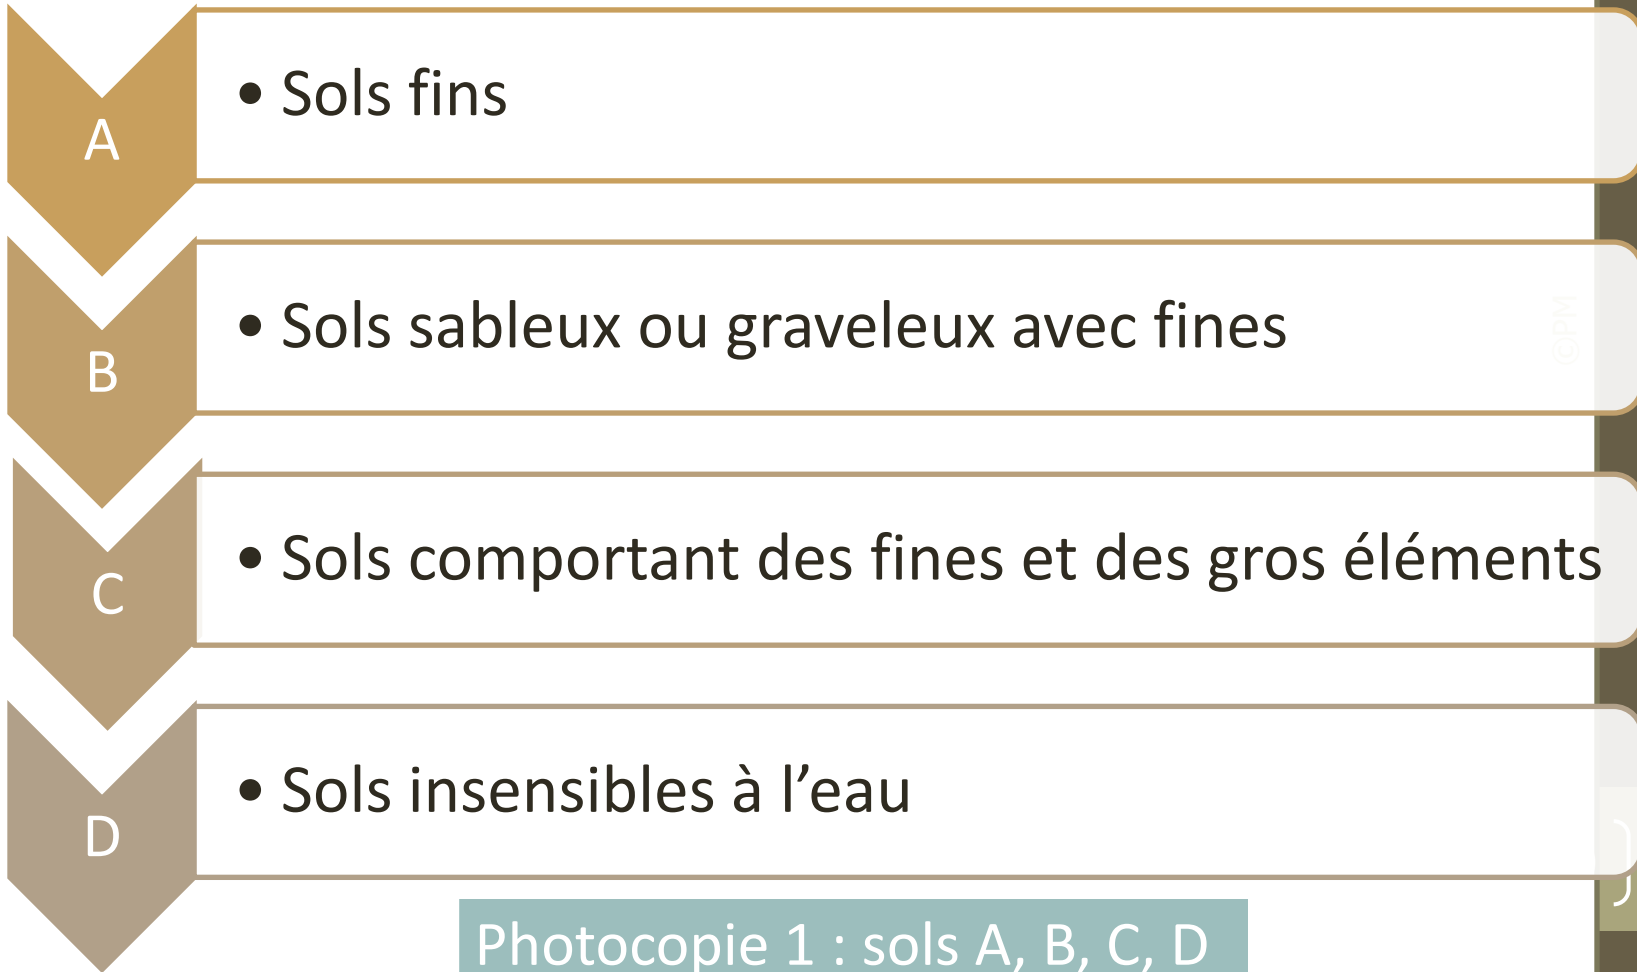 A
• Sols fins
B
• Sols sableux ou graveleux avec fines
©PM
C
• Sols comportant des fines et des gros éléments
D
• Sols insensibles à l’eau
Photocopie 1 : sols A, B, C, D